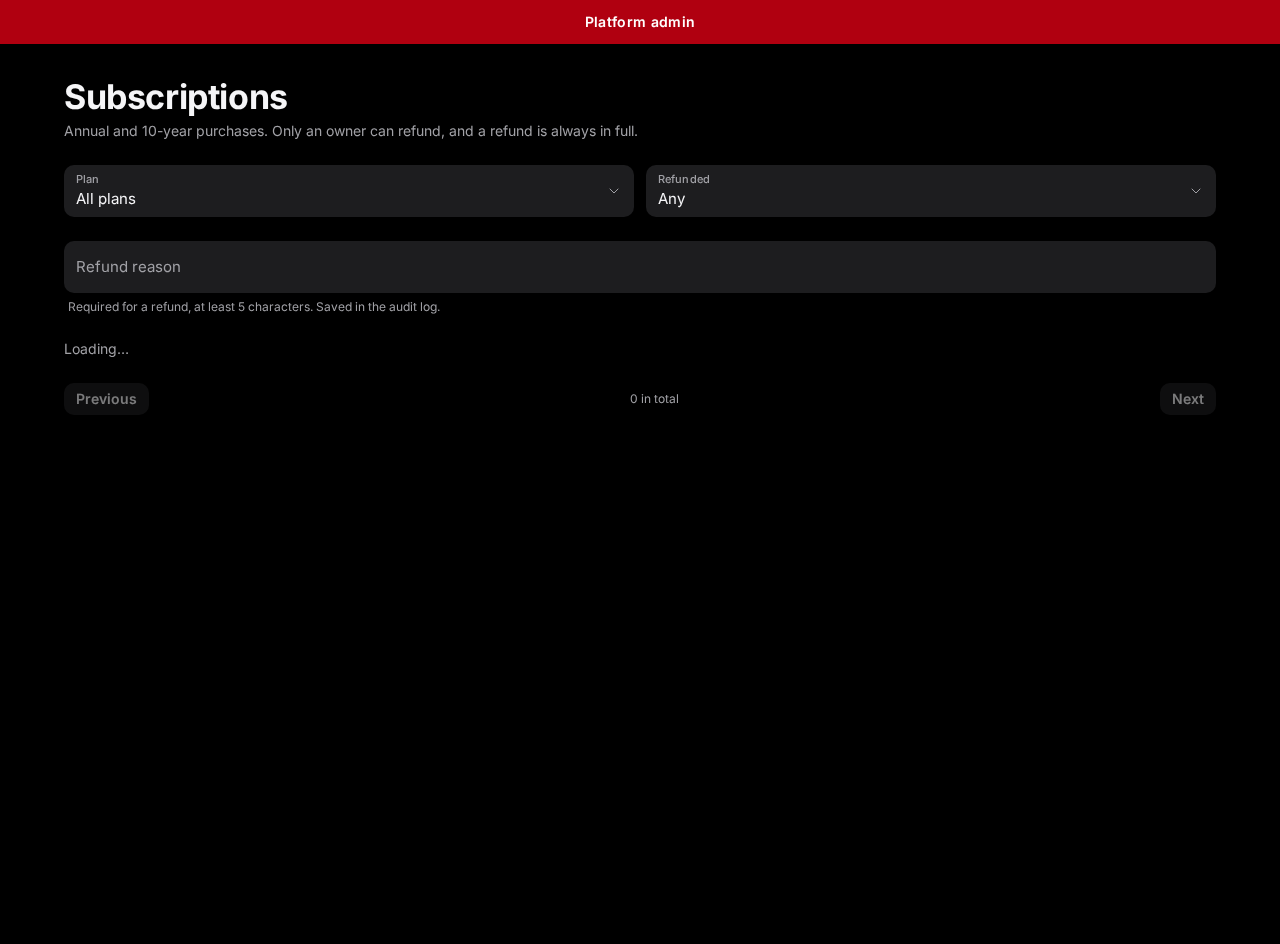 Platform admin
Subscriptions
Annual and 10-year purchases. Only an owner can refund, and a refund is always in full.
Plan
All plans
Refunded
Any
Refund reason
Required for a refund, at least 5 characters. Saved in the audit log.
Loading...
Previous
0 in total
Next